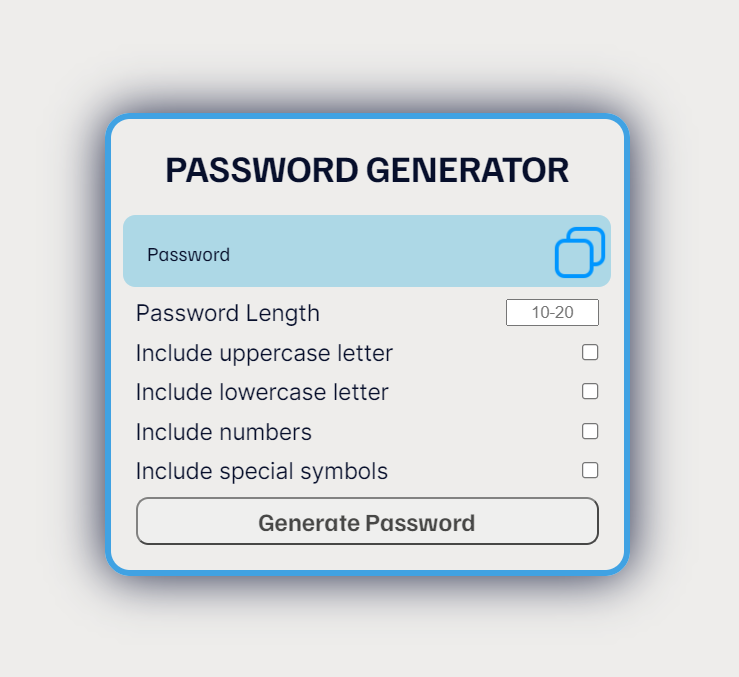 PASSWORD GENERATOR
Password
Password Length 10-20
Include uppercase letter
Include lowercase letter
Include numbers
Include special symbols
Generate Password